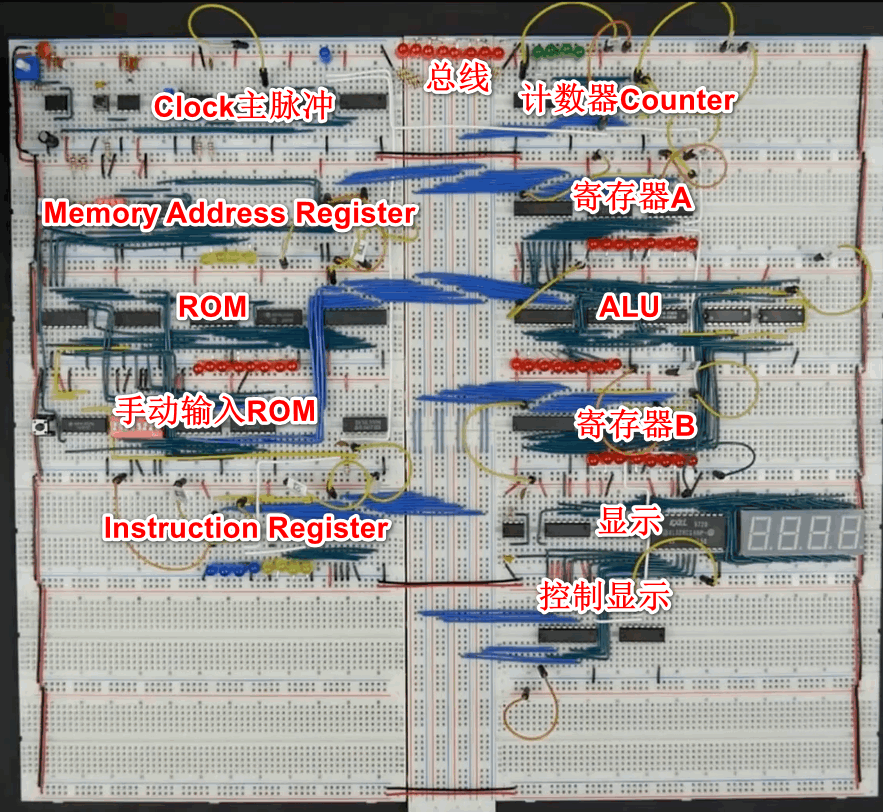 总线
Clock主脉冲
计数器Counter
Memory Address Register
寄存器A
ROM
ALU
手动输入ROM
寄存器B
Instruction Register
显示
控制显示